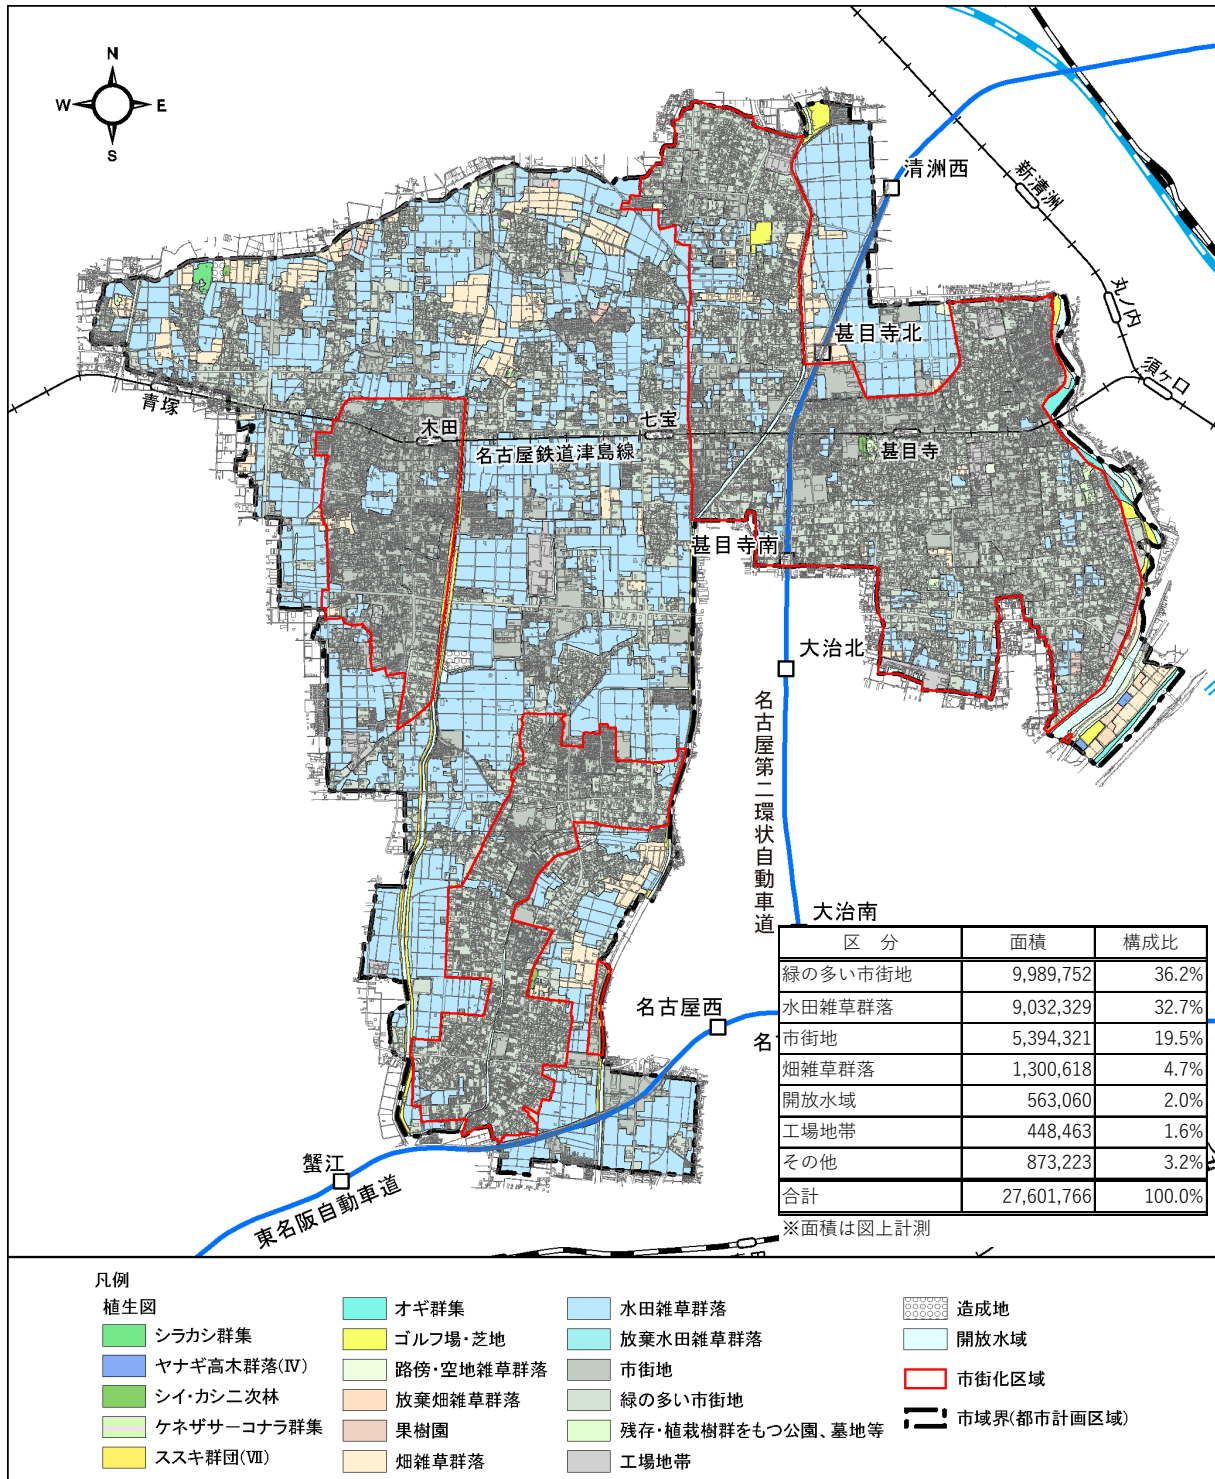 N
W
E
S
清洲西
新清洲
丸ノ内
須ヶ口
甚目寺北
青塚
木田
七宝
名古屋鉄道津島線
甚目寺
甚目寺南
大治北
名古屋第二環状自動車道
大治南
名古屋西
名
蟹江
東名阪自動車道
区 分 面積 構成比
緑の多い市街地 9,989,752 36.2%
水田雑草群落 9,032,329 32.7%
市街地 5,394,321 19.5%
畑雑草群落 1,300,618 4.7%
開放水域 563,060 2.0%
工場地帯 448,463 1.6%
その他 873,223 3.2%
合計 27,601,766 100.0%
※面積は図上計測
凡例
植生図
シラカシ群集
ヤナギ高木群落(Ⅳ)
シイ・カシ二次林
ケネザサーコナラ群集
ススキ群団(Ⅶ)
オギ群集
ゴルフ場・芝地
路傍・空地雑草群落
放棄畑雑草群落
果樹園
畑雑草群落
水田雑草群落
放棄水田雑草群落
市街地
緑の多い市街地
残存・植栽樹群をもつ公園、墓地等
工場地帯
造成地
開放水域
市街化区域
市域界(都市計画区域)